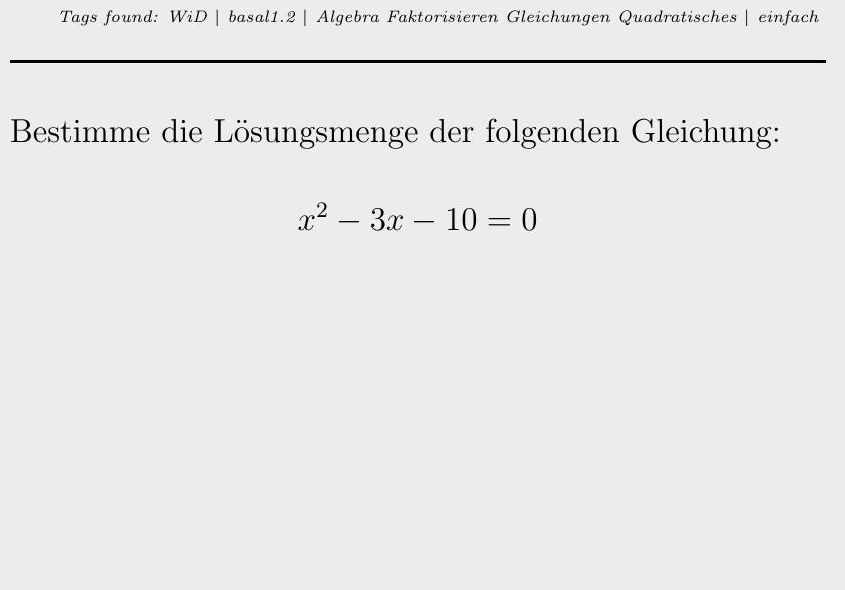 Tags found: WiD | basal1.2 | Algebra Faktorisieren Gleichungen Quadratisches | einfach
Bestimme die Lösungsmenge der folgenden Gleichung:
x² − 3x − 10 = 0